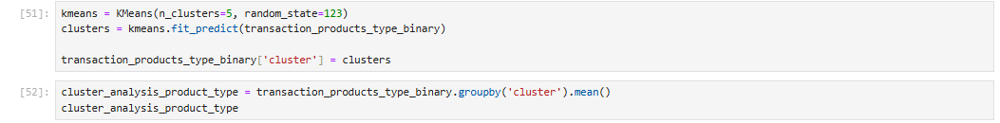 [51]: kmeans = KMeans(n_clusters=5, random_state=123)
clusters = kmeans.fit_predict(transaction_products_type_binary)
transaction_products_type_binary['cluster'] = clusters
[52]: cluster_analysis_product_type = transaction_products_type_binary.groupby('cluster').mean()
cluster_analysis_product_type